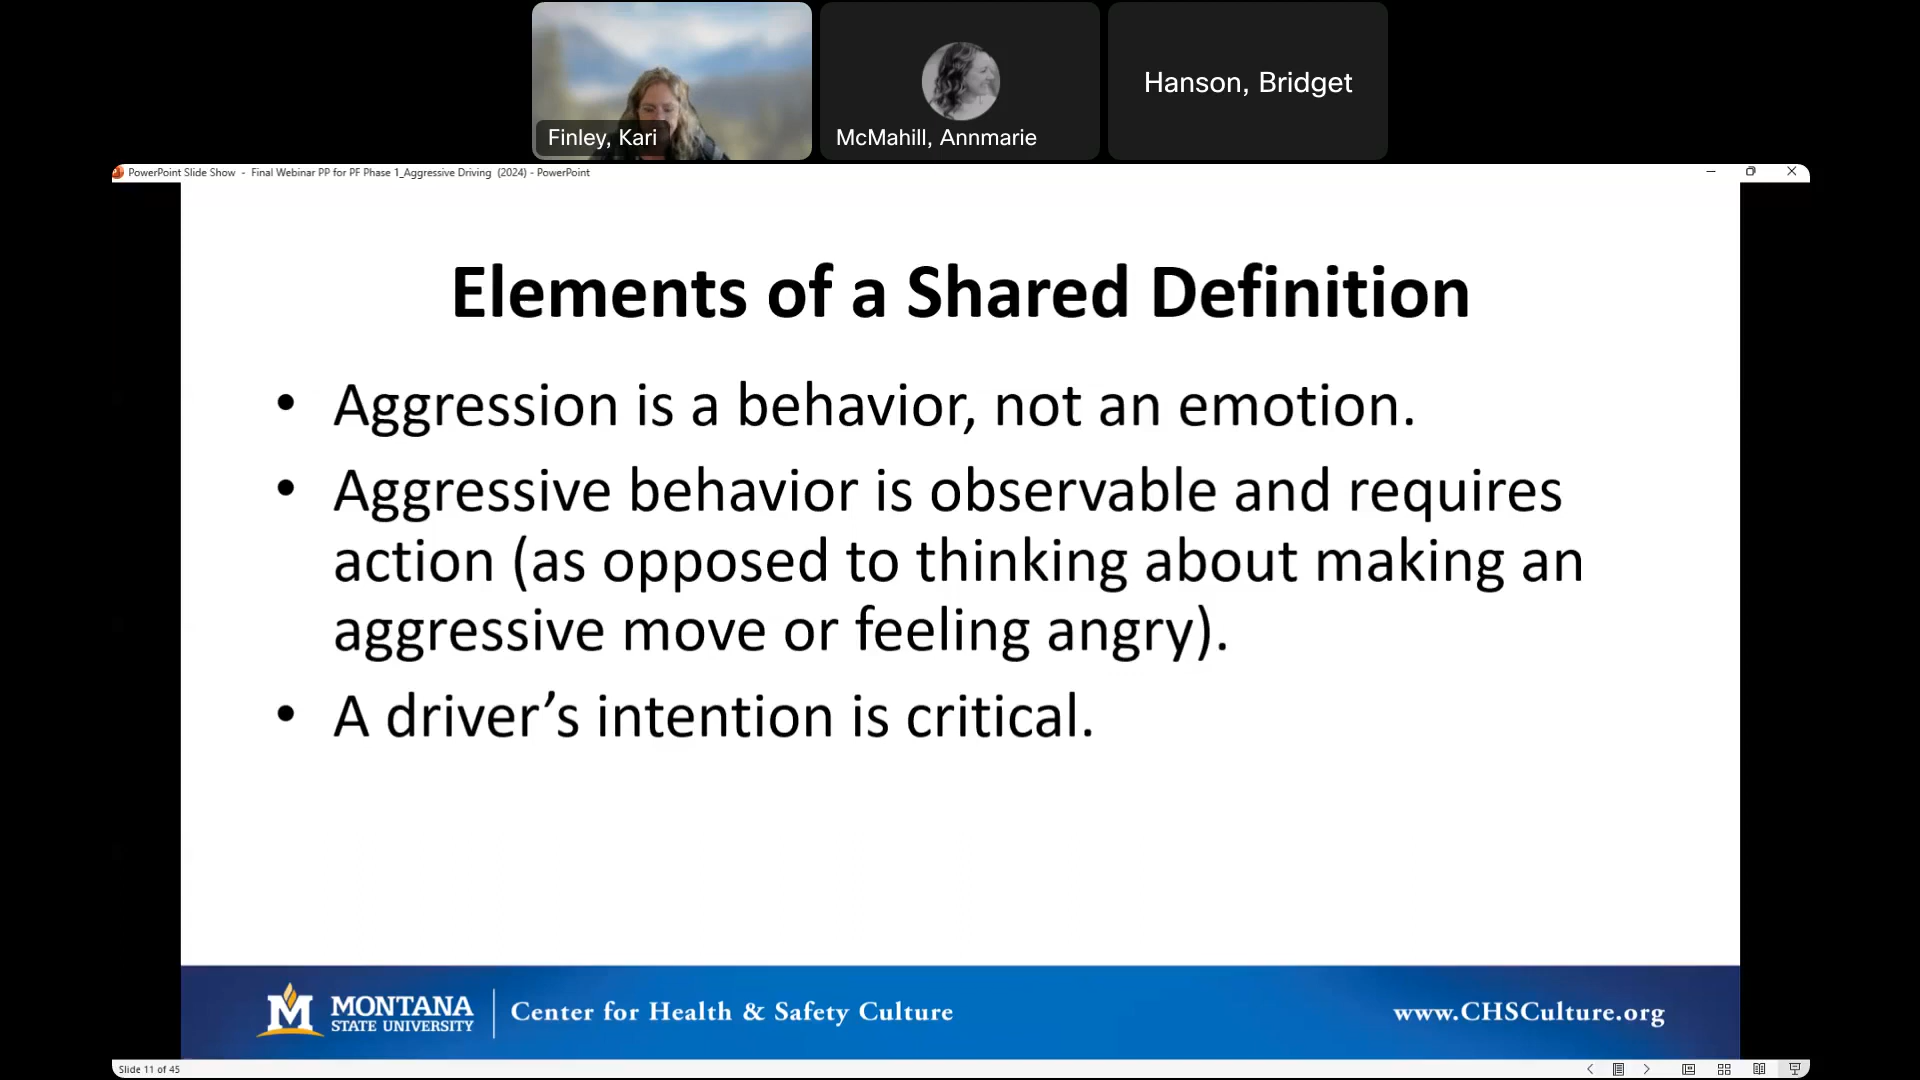 Finley, Kari
McMahill, Annmarie
Hanson, Bridget
PowerPoint Slide Show - Final Webinar PP for PF Phase 1_Aggressive Driving (2024) - PowerPoint
Elements of a Shared Definition
• Aggression is a behavior, not an emotion.
• Aggressive behavior is observable and requires
action (as opposed to thinking about making an
aggressive move or feeling angry).
• A driver’s intention is critical.
M MONTANA
STATE UNIVERSITY
Center for Health & Safety Culture
www.CHSCulture.org
Slide 11 of 45